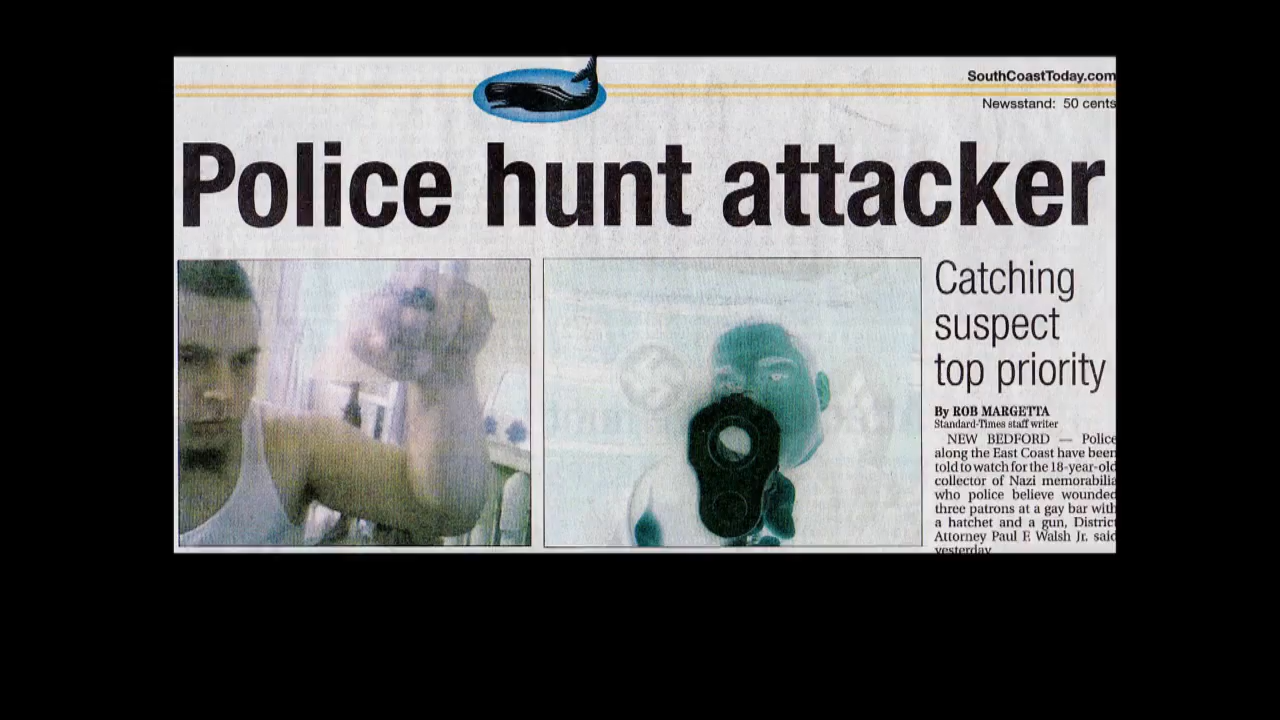 SouthCoastToday.com
Newsstand: 50 cents
Police hunt attacker
Catching
suspect
top priority
By ROB MARGETTA
Standard-Times staff writer
NEW BEDFORD — Police
along the East Coast have been
told to watch for the 18-year-old
collector of Nazi memorabilia
who police believe wounded
three patrons at a gay bar with
a hatchet and a gun, District
Attorney Paul F. Walsh Jr. said
yesterday